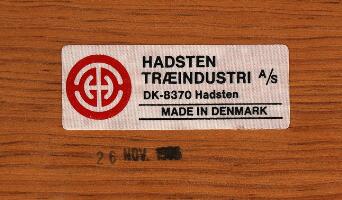 HADSTEN
TRÆINDUSTRI A/S
DK-8370 Hadsten
MADE IN DENMARK
26 NOV.